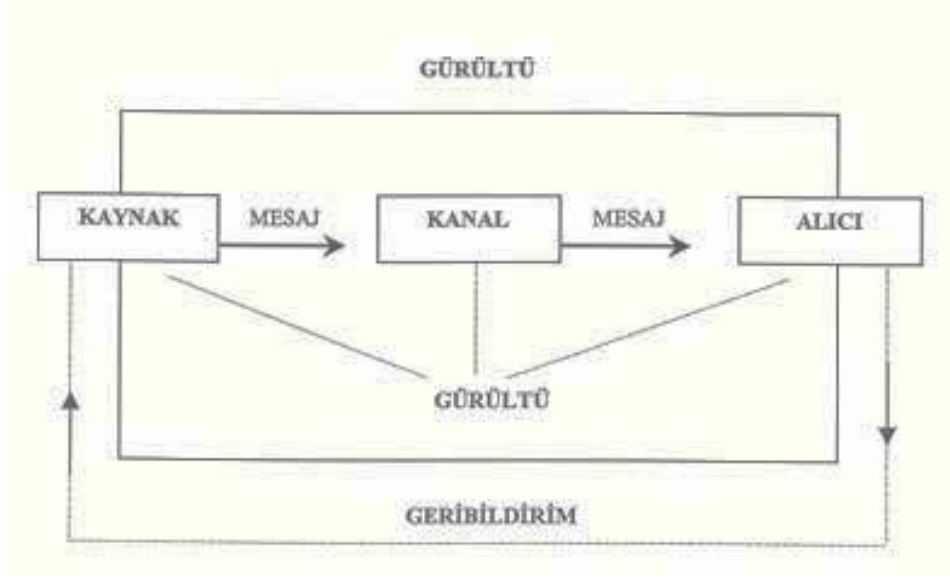 GÜRÜLTÜ
KAYNAK
MESAJ
KANAL
MESAJ
ALICI
GÜRÜLTÜ
GERİBİLDİRİM